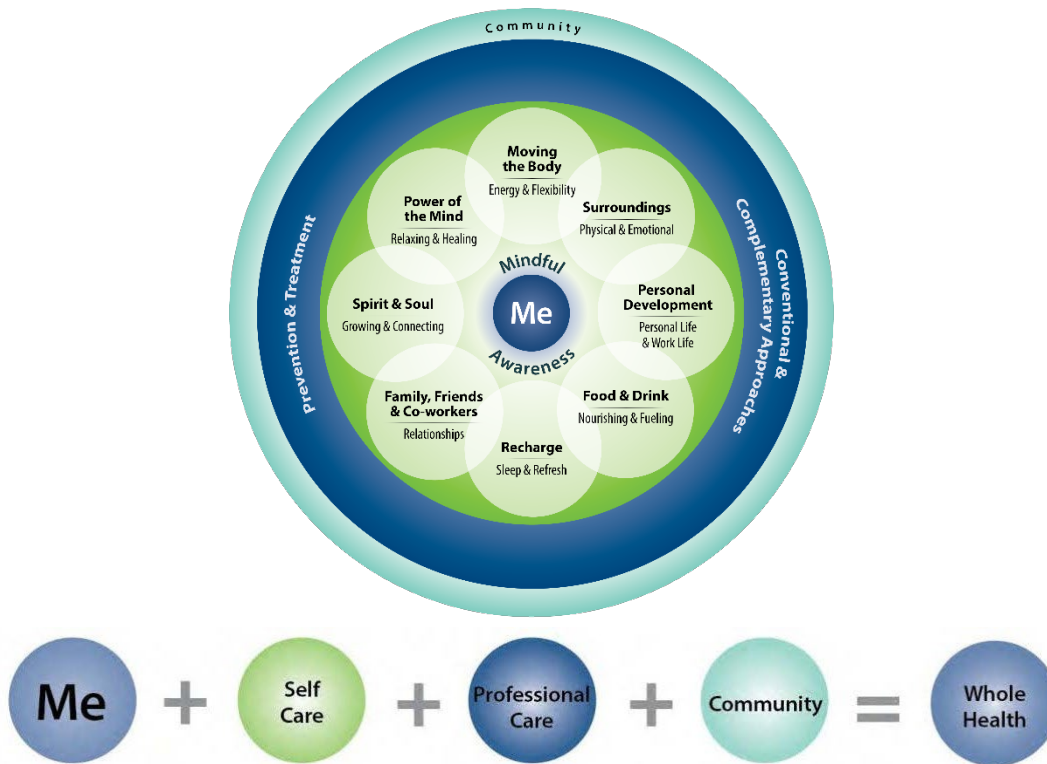 Community
Moving
the Body
Energy & Flexibility
Power of
the Mind
Relaxing & Healing
Surroundings
Physical & Emotional
Mindful
Me
Awareness
Spirit & Soul
Growing & Connecting
Personal
Development
Personal Life
& Work Life
Family, Friends
& Co-workers
Relationships
Food & Drink
Nourishing & Fueling
Recharge
Sleep & Refresh
Prevention & Treatment
Conventional &
Complementary Approaches
Me
+
Self
Care
+
Professional
Care
+
Community
=
Whole
Health